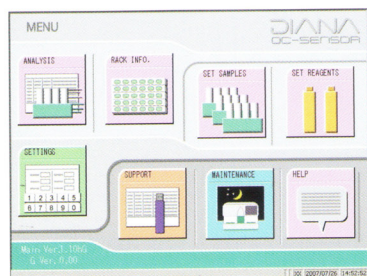 MENU
DIANA
OC-SENSOR
ANALYSIS
RACK INFO.
SET SAMPLES
SET REAGENTS
SETTINGS
1 2 3 4 5
6 7 8 9 0
SUPPORT
MAINTENANCE
HELP
G Ver. 0.00
2007/07/26 14:52:52